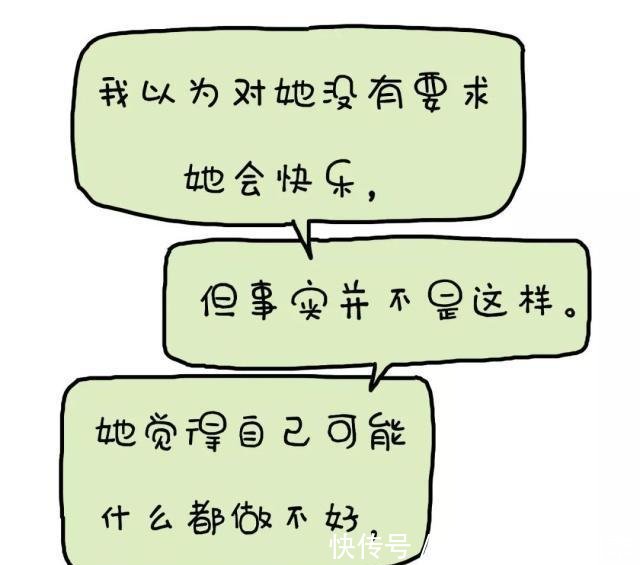 我以为对她没有要求
她会快乐，
但事实并不是这样。
她觉得自己可能
什么都做不好，
快传号/